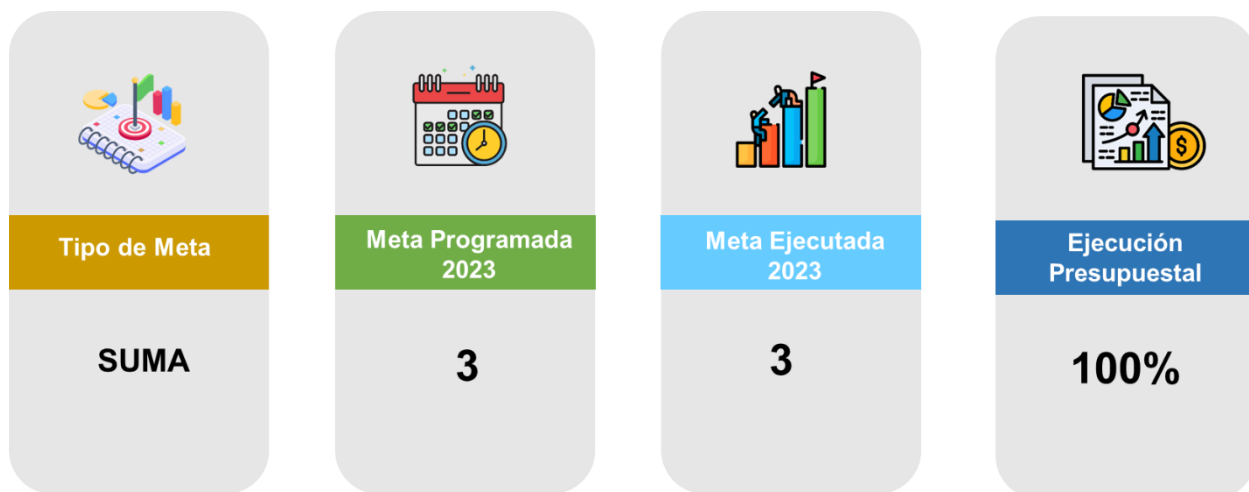 Tipo de Meta
SUMA
Meta Programada
2023
3
Meta Ejecutada
2023
3
$
Ejecución
Presupuestal
100%